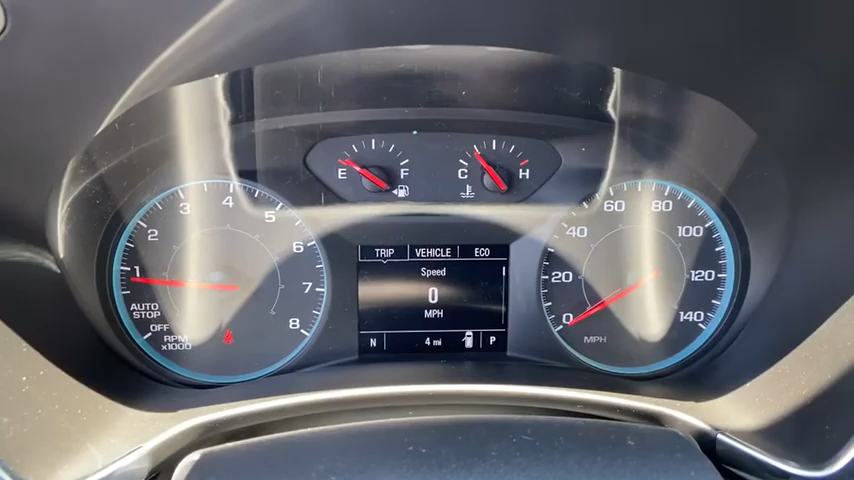 E F C H
1 2 3 4 5 6 7 8
AUTO
STOP
OFF
RPM
x1000
TRIP VEHICLE ECO
Speed
0
MPH
N 4 mi P
0 20 40 60 80 100 120 140
MPH